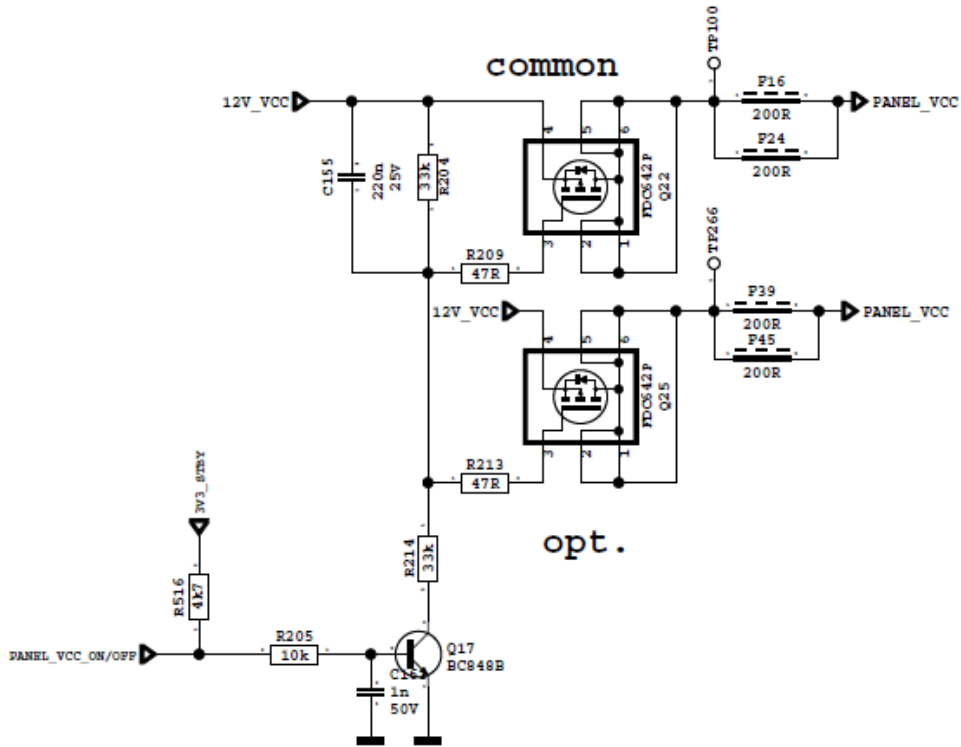 common
TP100
12V_VCC
F16
200R
PANEL_VCC
F24
200R
4
5
6
C155
220n
25V
33k
R204
FDC642P
Q22
3
2
1
R209
47R
TP266
12V_VCC
F39
200R
PANEL_VCC
F45
200R
4
5
6
FDC642P
Q25
3
2
1
R213
47R
opt.
3V3_STBY
R214
33k
R516
4k7
PANEL_VCC_ON/OFF
R205
10k
Q17
BC848B
1n
50V